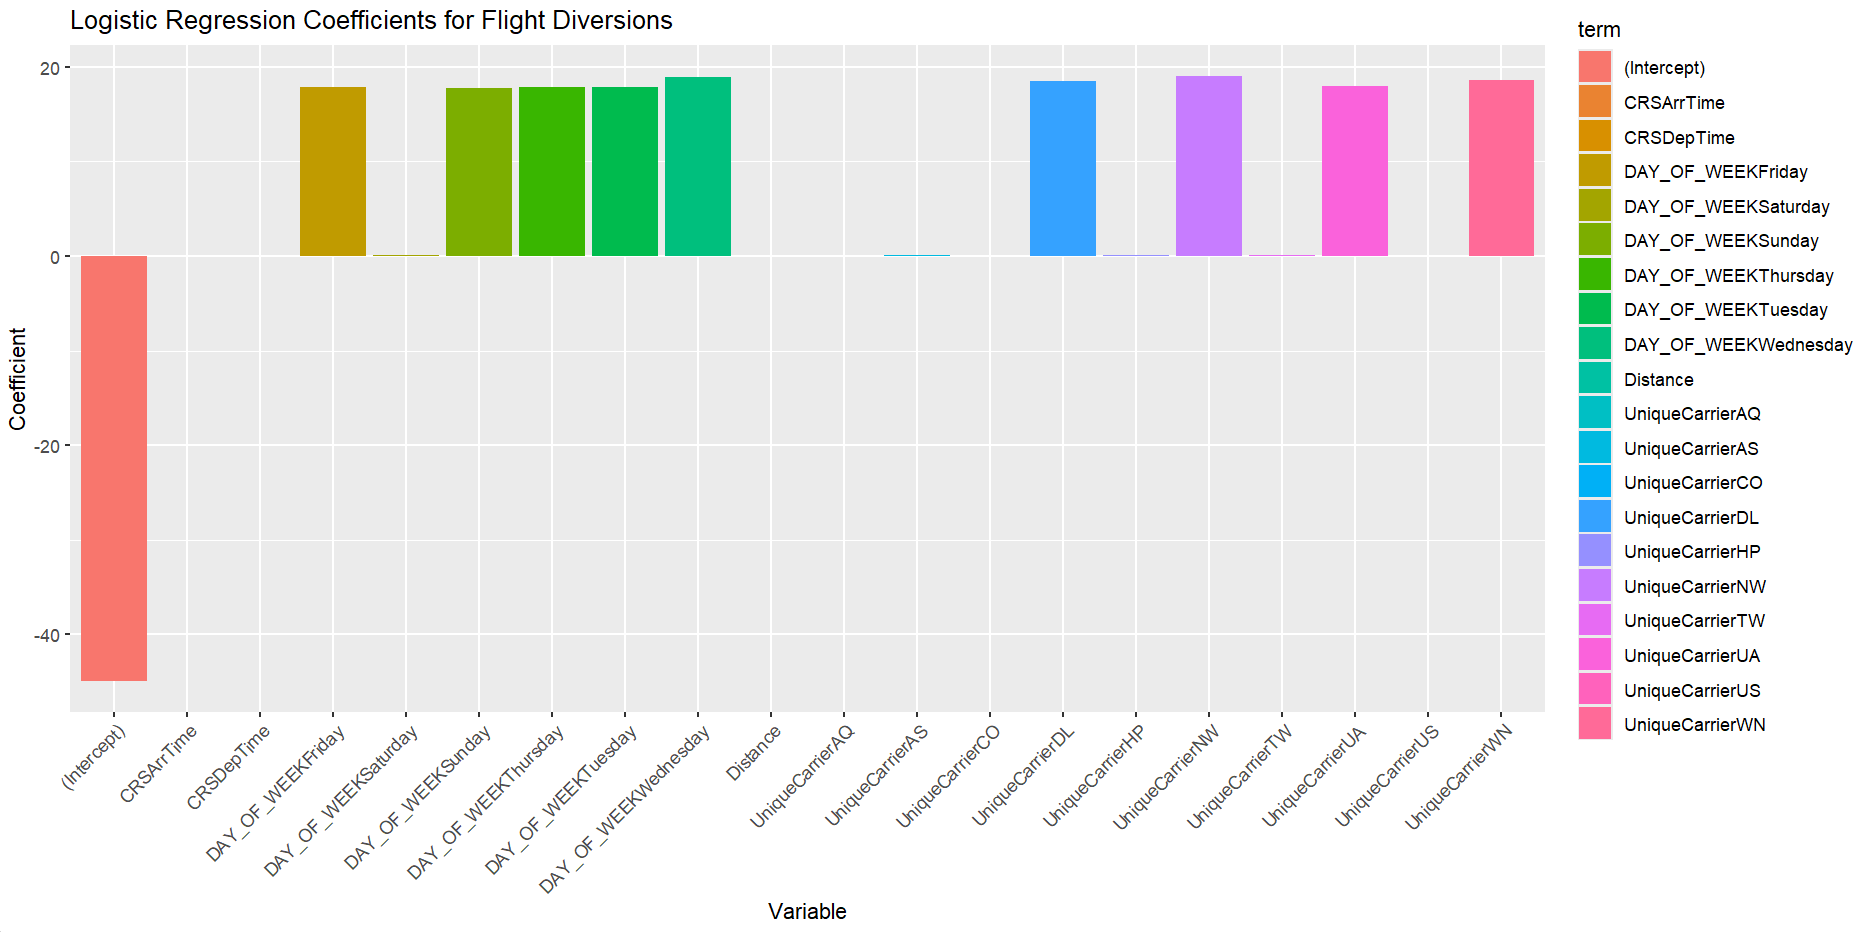 Logistic Regression Coefficients for Flight Diversions
20
0
-20
-40
Coefficient
(Intercept)
CRSArrTime
CRSDepTime
DAY_OF_WEEKFriday
DAY_OF_WEEKSaturday
DAY_OF_WEEKSunday
DAY_OF_WEEKThursday
DAY_OF_WEEKTuesday
DAY_OF_WEEKWednesday
Distance
UniqueCarrierAQ
UniqueCarrierAS
UniqueCarrierCO
UniqueCarrierDL
UniqueCarrierHP
UniqueCarrierNW
UniqueCarrierTW
UniqueCarrierUA
UniqueCarrierUS
UniqueCarrierWN
Variable
term
(Intercept)
CRSArrTime
CRSDepTime
DAY_OF_WEEKFriday
DAY_OF_WEEKSaturday
DAY_OF_WEEKSunday
DAY_OF_WEEKThursday
DAY_OF_WEEKTuesday
DAY_OF_WEEKWednesday
Distance
UniqueCarrierAQ
UniqueCarrierAS
UniqueCarrierCO
UniqueCarrierDL
UniqueCarrierHP
UniqueCarrierNW
UniqueCarrierTW
UniqueCarrierUA
UniqueCarrierUS
UniqueCarrierWN